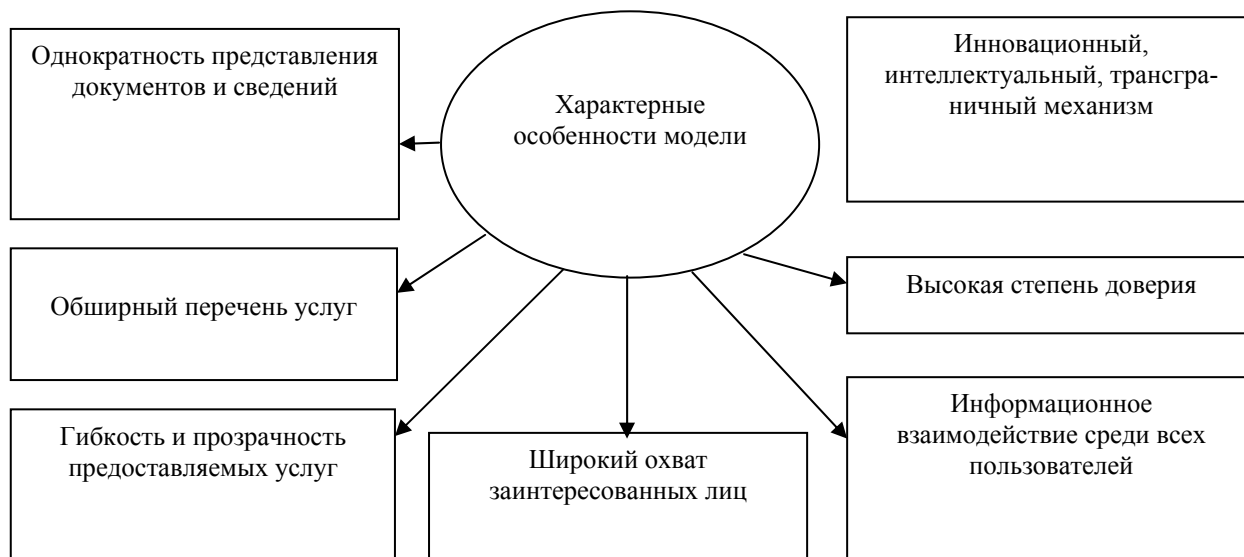 Однократность представления
документов и сведений
Характерные
особенности модели
Инновационный,
интеллектуальный, трансгра-
ничный механизм
Обширный перечень услуг
Высокая степень доверия
Гибкость и прозрачность
предоставляемых услуг
Широкий охват
заинтересованных лиц
Информационное
взаимодействие среди всех
пользователей